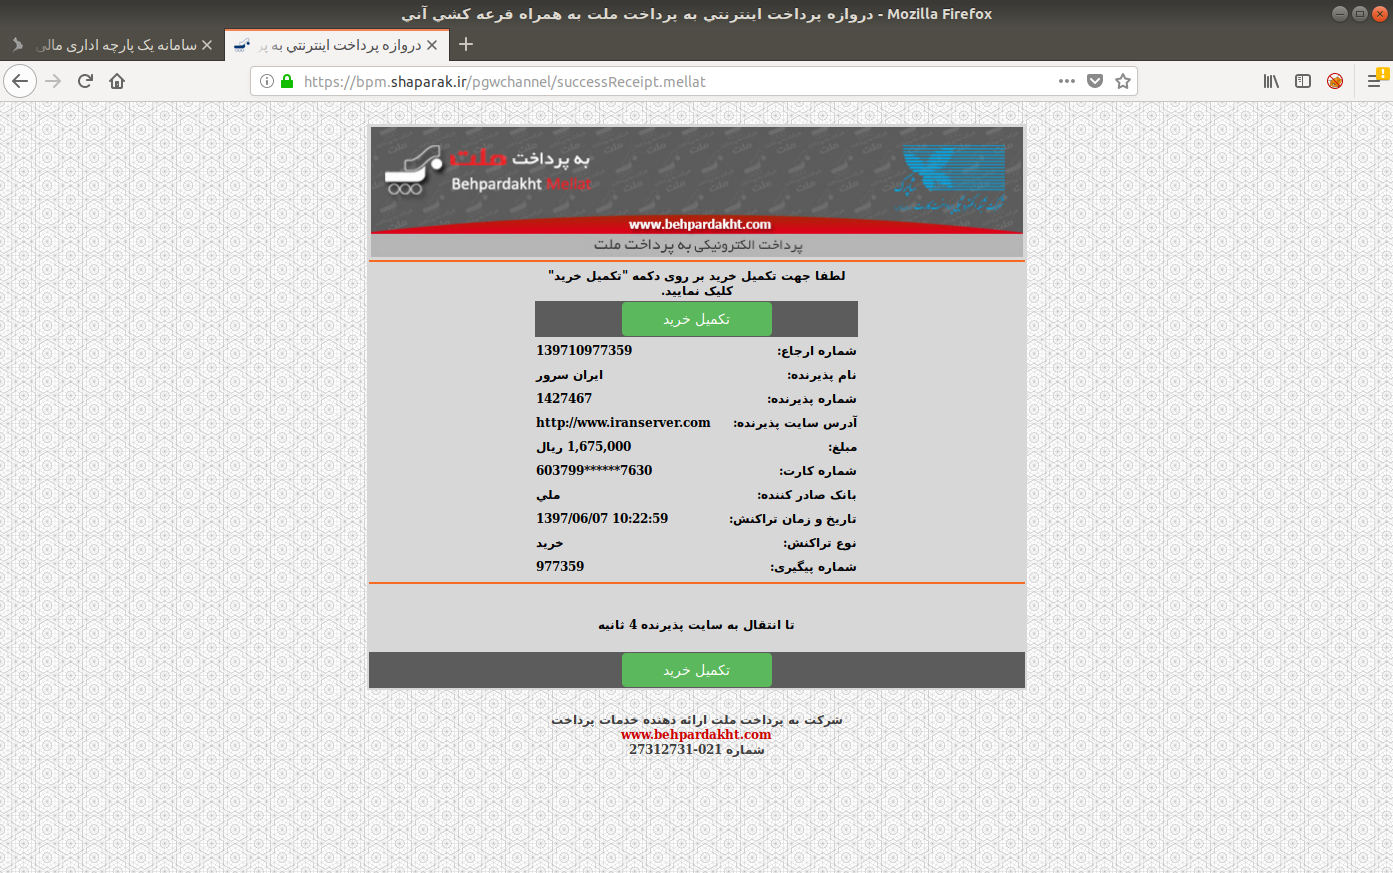 دروازه پرداخت اينترنتي به پرداخت ملت به همراه قرعه کشي آني - Mozilla Firefox
سامانه یک پارچه اداری مالی
دروازه پرداخت اينترنتي به پر
https://bpm.shaparak.ir/pgwchannel/successReceipt.mellat
به پرداخت ملت
Behpardakht Mellat
شاپرک
www.behpardakht.com
پرداخت الکترونیکی به پرداخت ملت
لطفا جهت تکمیل خرید بر روی دکمه "تکمیل خرید"
کلیک نمایید.
تکمیل خرید
شماره ارجاع: 139710977359
نام پذیرنده: ایران سرور
شماره پذیرنده: 1427467
آدرس سایت پذیرنده: http://www.iranserver.com
مبلغ: 1,675,000 ریال
شماره کارت: 603799******7630
بانک صادر کننده: ملي
تاریخ و زمان تراکنش: 1397/06/07 10:22:59
نوع تراکنش: خرید
شماره پیگیری: 977359
تا انتقال به سایت پذیرنده 4 ثانیه
تکمیل خرید
شرکت به پرداخت ملت ارائه دهنده خدمات پرداخت
www.behpardakht.com
شماره 021-27312731